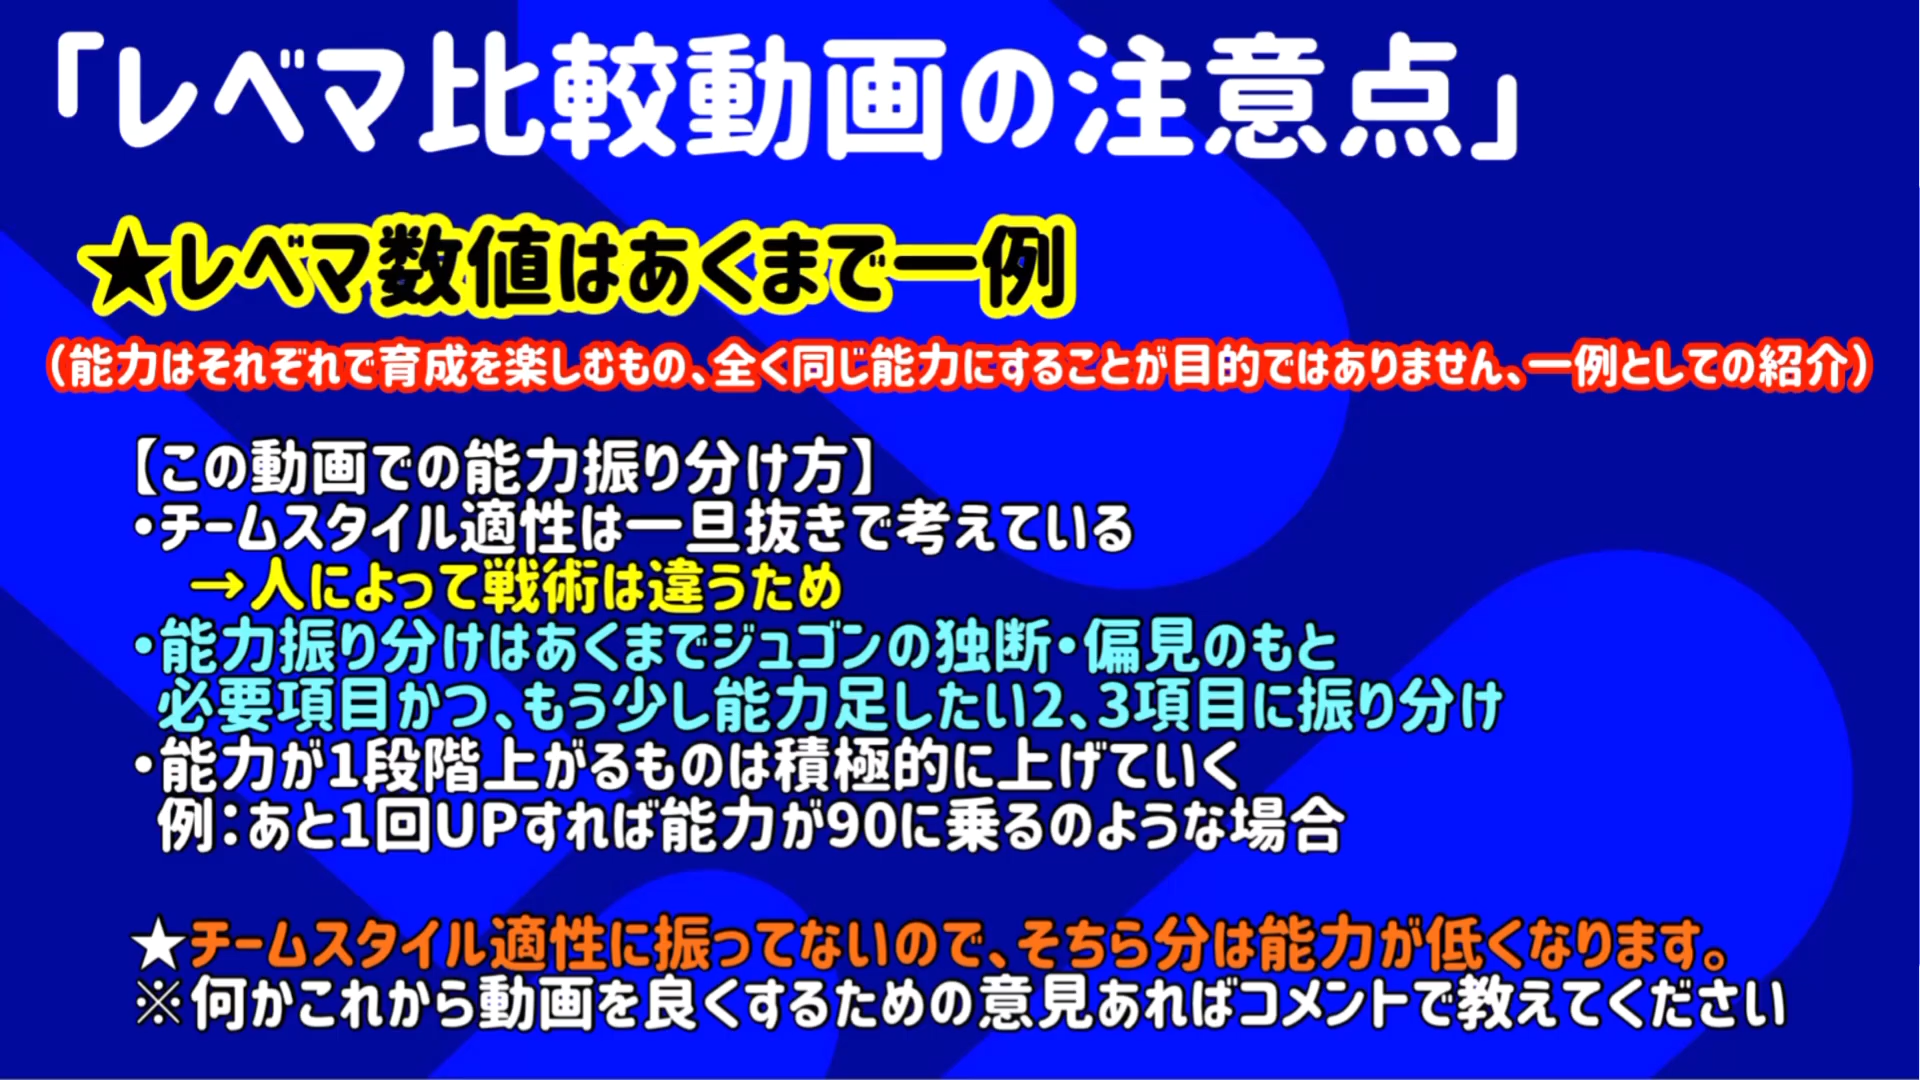 「レベマ比較動画の注意点」
★レベマ数値はあくまで一例
（能力はそれぞれで育成を楽しむもの、全く同じ能力にすることが目的ではありません、一例としての紹介）
【この動画での能力振り分け方】
・チームスタイル適性は一旦抜きで考えている
→人によって戦術は違うため
・能力振り分けはあくまでジュゴンの独断・偏見のもと
必要項目かつ、もう少し能力足したい2、3項目に振り分け
・能力が1段階上がるものは積極的に上げていく
例：あと1回UPすれば能力が90に乗るのような場合
★チームスタイル適性に振ってないので、そちら分は能力が低くなります。
※何かこれから動画を良くするための意見あればコメントで教えてください